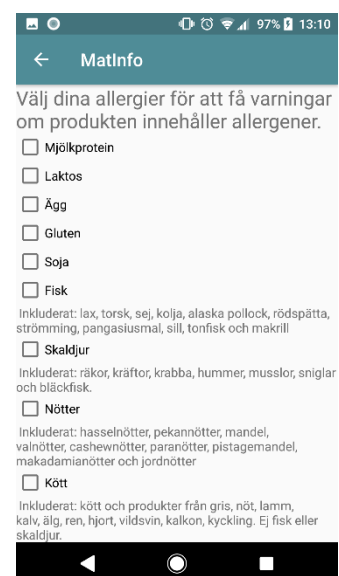 97% 13:10
MatInfo
Välj dina allergier för att få varningar
om produkten innehåller allergener.
Mjölkprotein
Laktos
Ägg
Gluten
Soja
Fisk
Inkluderat: lax, torsk, sej, kolja, alaska pollock, rödspätta,
strömming, pangasiusmal, sill, tonfisk och makrill
Skaldjur
Inkluderat: räkor, kräftor, krabba, hummer, musslor, sniglar
och bläckfisk.
Nötter
Inkluderat: hasselnötter, pekannötter, mandel,
valnötter, cashewnötter, paranötter, pistagemandel,
makadamianötter och jordnötter
Kött
Inkluderat: kött och produkter från gris, nöt, lamm,
kalv, älg, ren, hjort, vildsvin, kalkon, kyckling. Ej fisk eller
skaldjur.